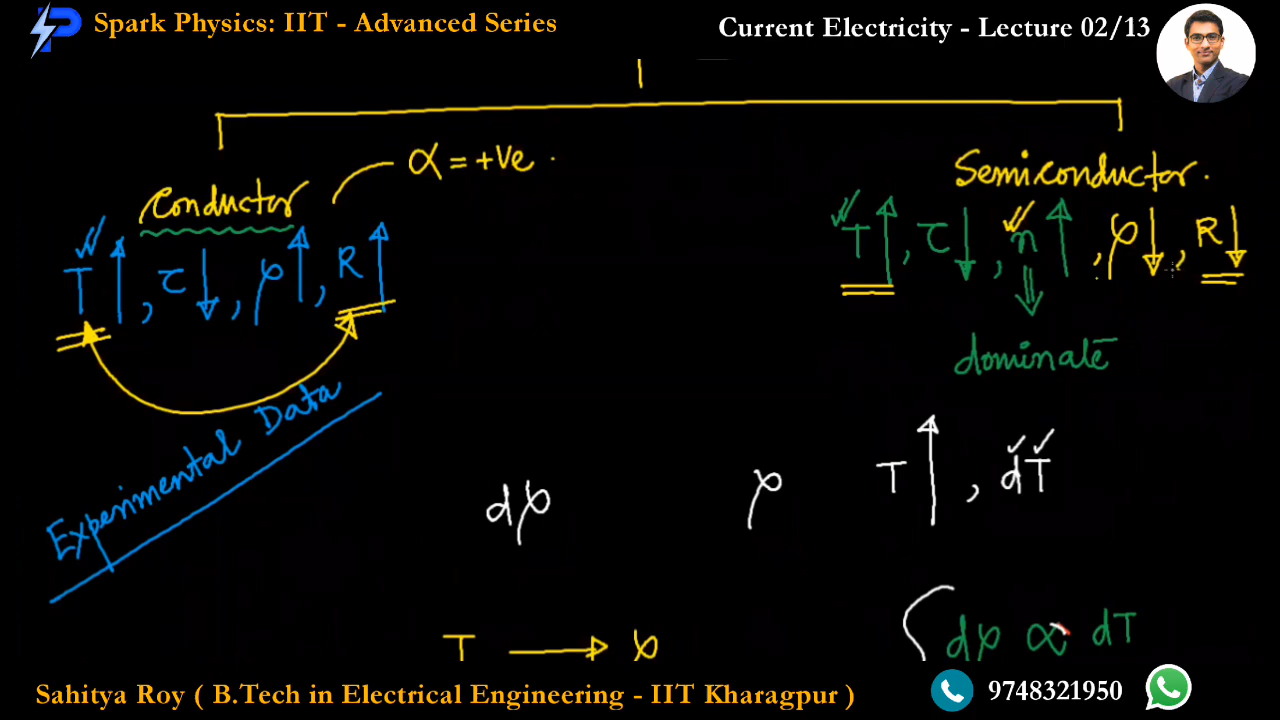 Spark Physics: IIT - Advanced Series
Current Electricity - Lecture 02/13
α = +Ve .
Conductor
T ↑ , τ ↓ , ρ ↑ , R ↑
Experimental Data
Semiconductor .
T ↑ , τ ↓ , n ↑ , ρ ↓ , R ↓
⇓
dominate
dρ ρ T ↑ , dT
T → ρ
dρ ∝ dT
Sahitya Roy ( B.Tech in Electrical Engineering - IIT Kharagpur )
9748321950